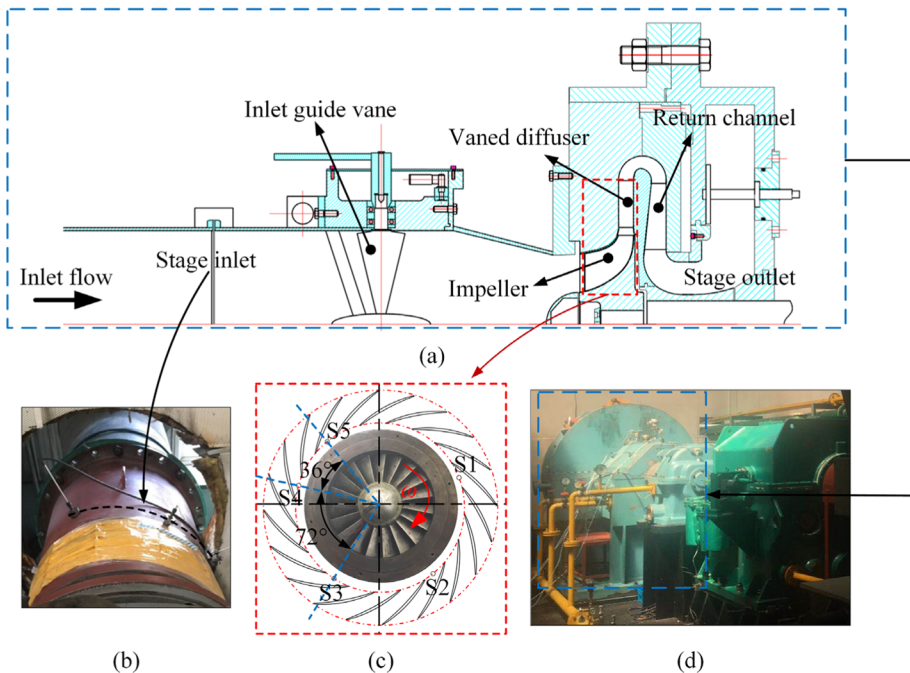 Inlet guide vane
Vaned diffuser
Return channel
Stage inlet
Inlet flow
Impeller
Stage outlet
(a)
S5
36°
S4
72°
S3
S1
ω
S2
(b)
(c)
(d)